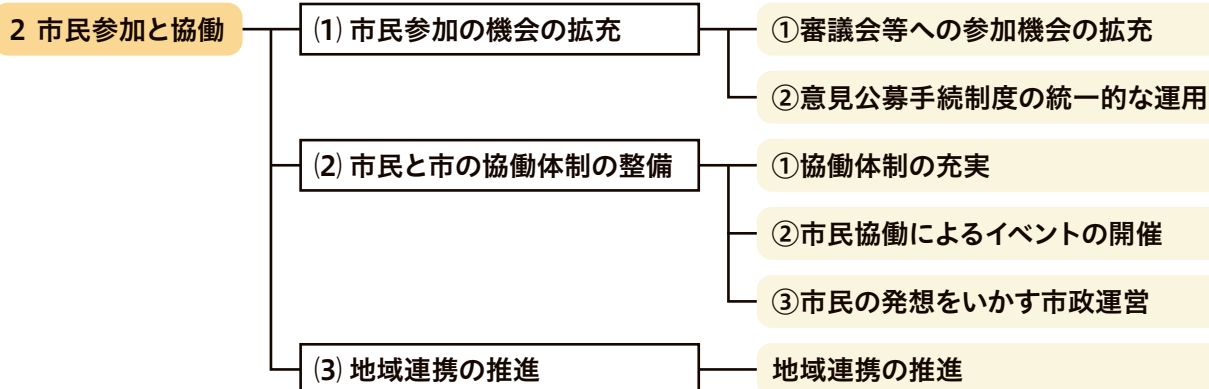 2 市民参加と協働
⑴ 市民参加の機会の拡充
①審議会等への参加機会の拡充
②意見公募手続制度の統一的な運用
⑵ 市民と市の協働体制の整備
①協働体制の充実
②市民協働によるイベントの開催
③市民の発想をいかす市政運営
⑶ 地域連携の推進
地域連携の推進